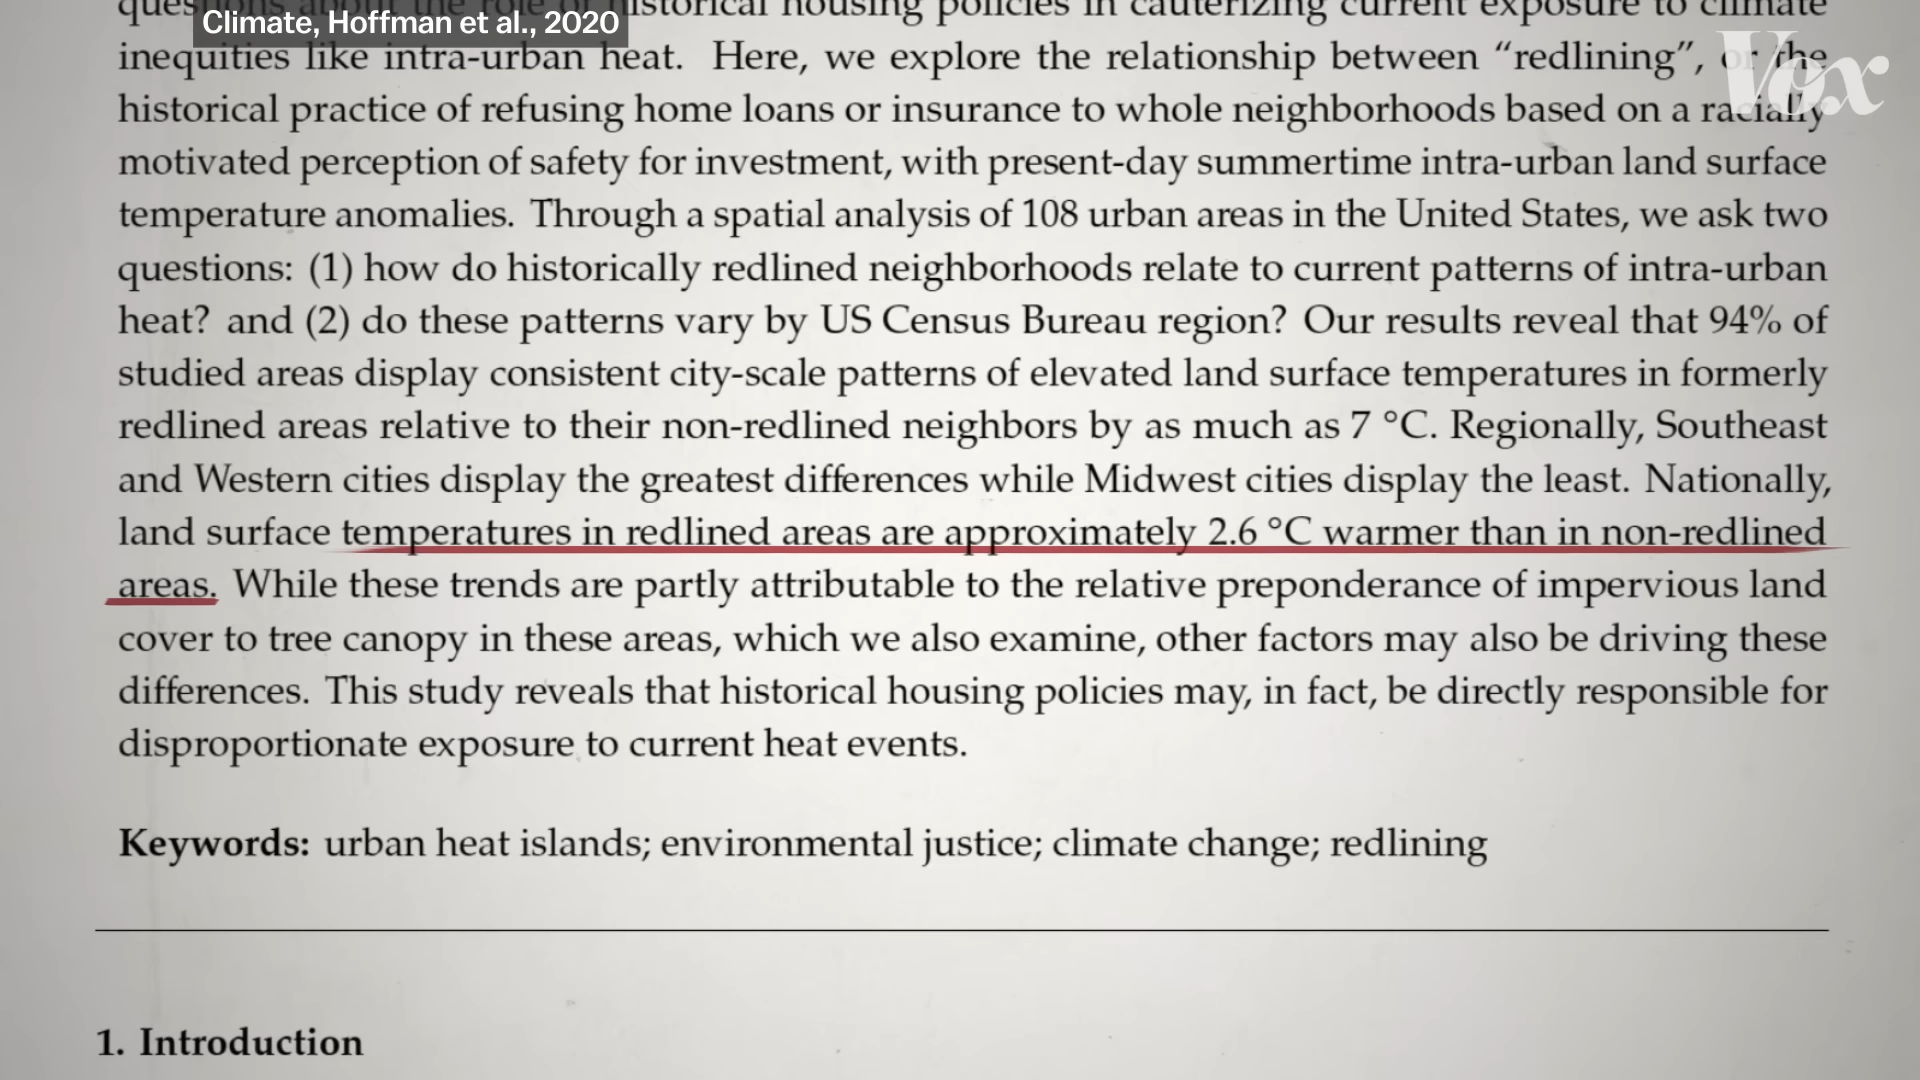 Climate, Hoffman et al., 2020
historical housing policies in cauterizing current exposure to climate
Vox
inequities like intra-urban heat. Here, we explore the relationship between “redlining”, or the
historical practice of refusing home loans or insurance to whole neighborhoods based on a racially
motivated perception of safety for investment, with present-day summertime intra-urban land surface
temperature anomalies. Through a spatial analysis of 108 urban areas in the United States, we ask two
questions: (1) how do historically redlined neighborhoods relate to current patterns of intra-urban
heat? and (2) do these patterns vary by US Census Bureau region? Our results reveal that 94% of
studied areas display consistent city-scale patterns of elevated land surface temperatures in formerly
redlined areas relative to their non-redlined neighbors by as much as 7 °C. Regionally, Southeast
and Western cities display the greatest differences while Midwest cities display the least. Nationally,
land surface temperatures in redlined areas are approximately 2.6 °C warmer than in non-redlined
areas. While these trends are partly attributable to the relative preponderance of impervious land
cover to tree canopy in these areas, which we also examine, other factors may also be driving these
differences. This study reveals that historical housing policies may, in fact, be directly responsible for
disproportionate exposure to current heat events.
Keywords: urban heat islands; environmental justice; climate change; redlining
1. Introduction